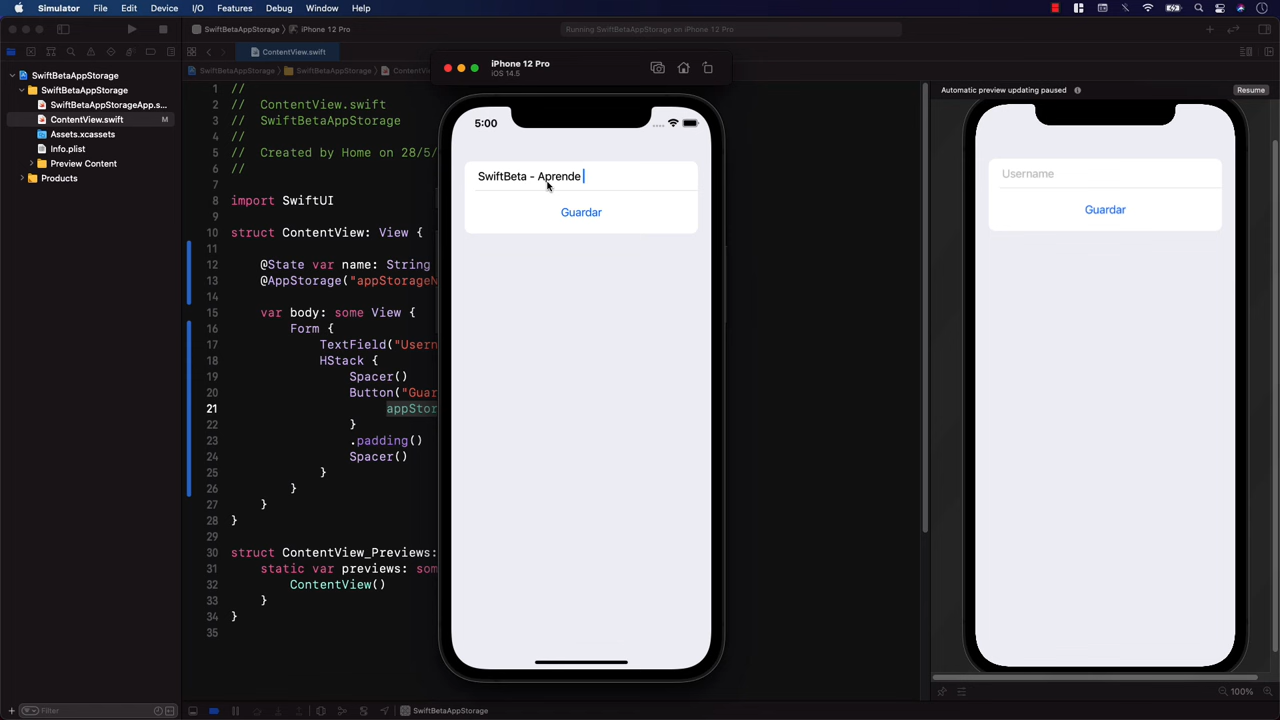 Simulator File Edit Device I/O Features Debug Window Help
SwiftBetaAppStorage iPhone 12 Pro Running SwiftBetaAppStorage on iPhone 12 Pro
ContentView.swift
SwiftBetaAppStorage SwiftBetaAppStorage ContentV
SwiftBetaAppStorage
SwiftBetaAppStorage
SwiftBetaAppStorageApp.s...
ContentView.swift M
Assets.xcassets
Info.plist
Preview Content
Products
Filter
1 //
2 // ContentView.swift
3 // SwiftBetaAppStorage
4 //
5 // Created by Home on 28/5/
6 //
7
8 import SwiftUI
9
10 struct ContentView: View {
11
12 @State var name: String
13 @AppStorage("appStorageN
14
15 var body: some View {
16 Form {
17 TextField("Usern
18 HStack {
19 Spacer()
20 Button("Guar
21 appStor
22 }
23 .padding()
24 Spacer()
25 }
26 }
27 }
28 }
29
30 struct ContentView_Previews:
31 static var previews: som
32 ContentView()
33 }
34 }
35
SwiftBetaAppStorage
iPhone 12 Pro
iOS 14.5
5:00
SwiftBeta - Aprende
Guardar
Automatic preview updating paused Resume
Username
Guardar
100%